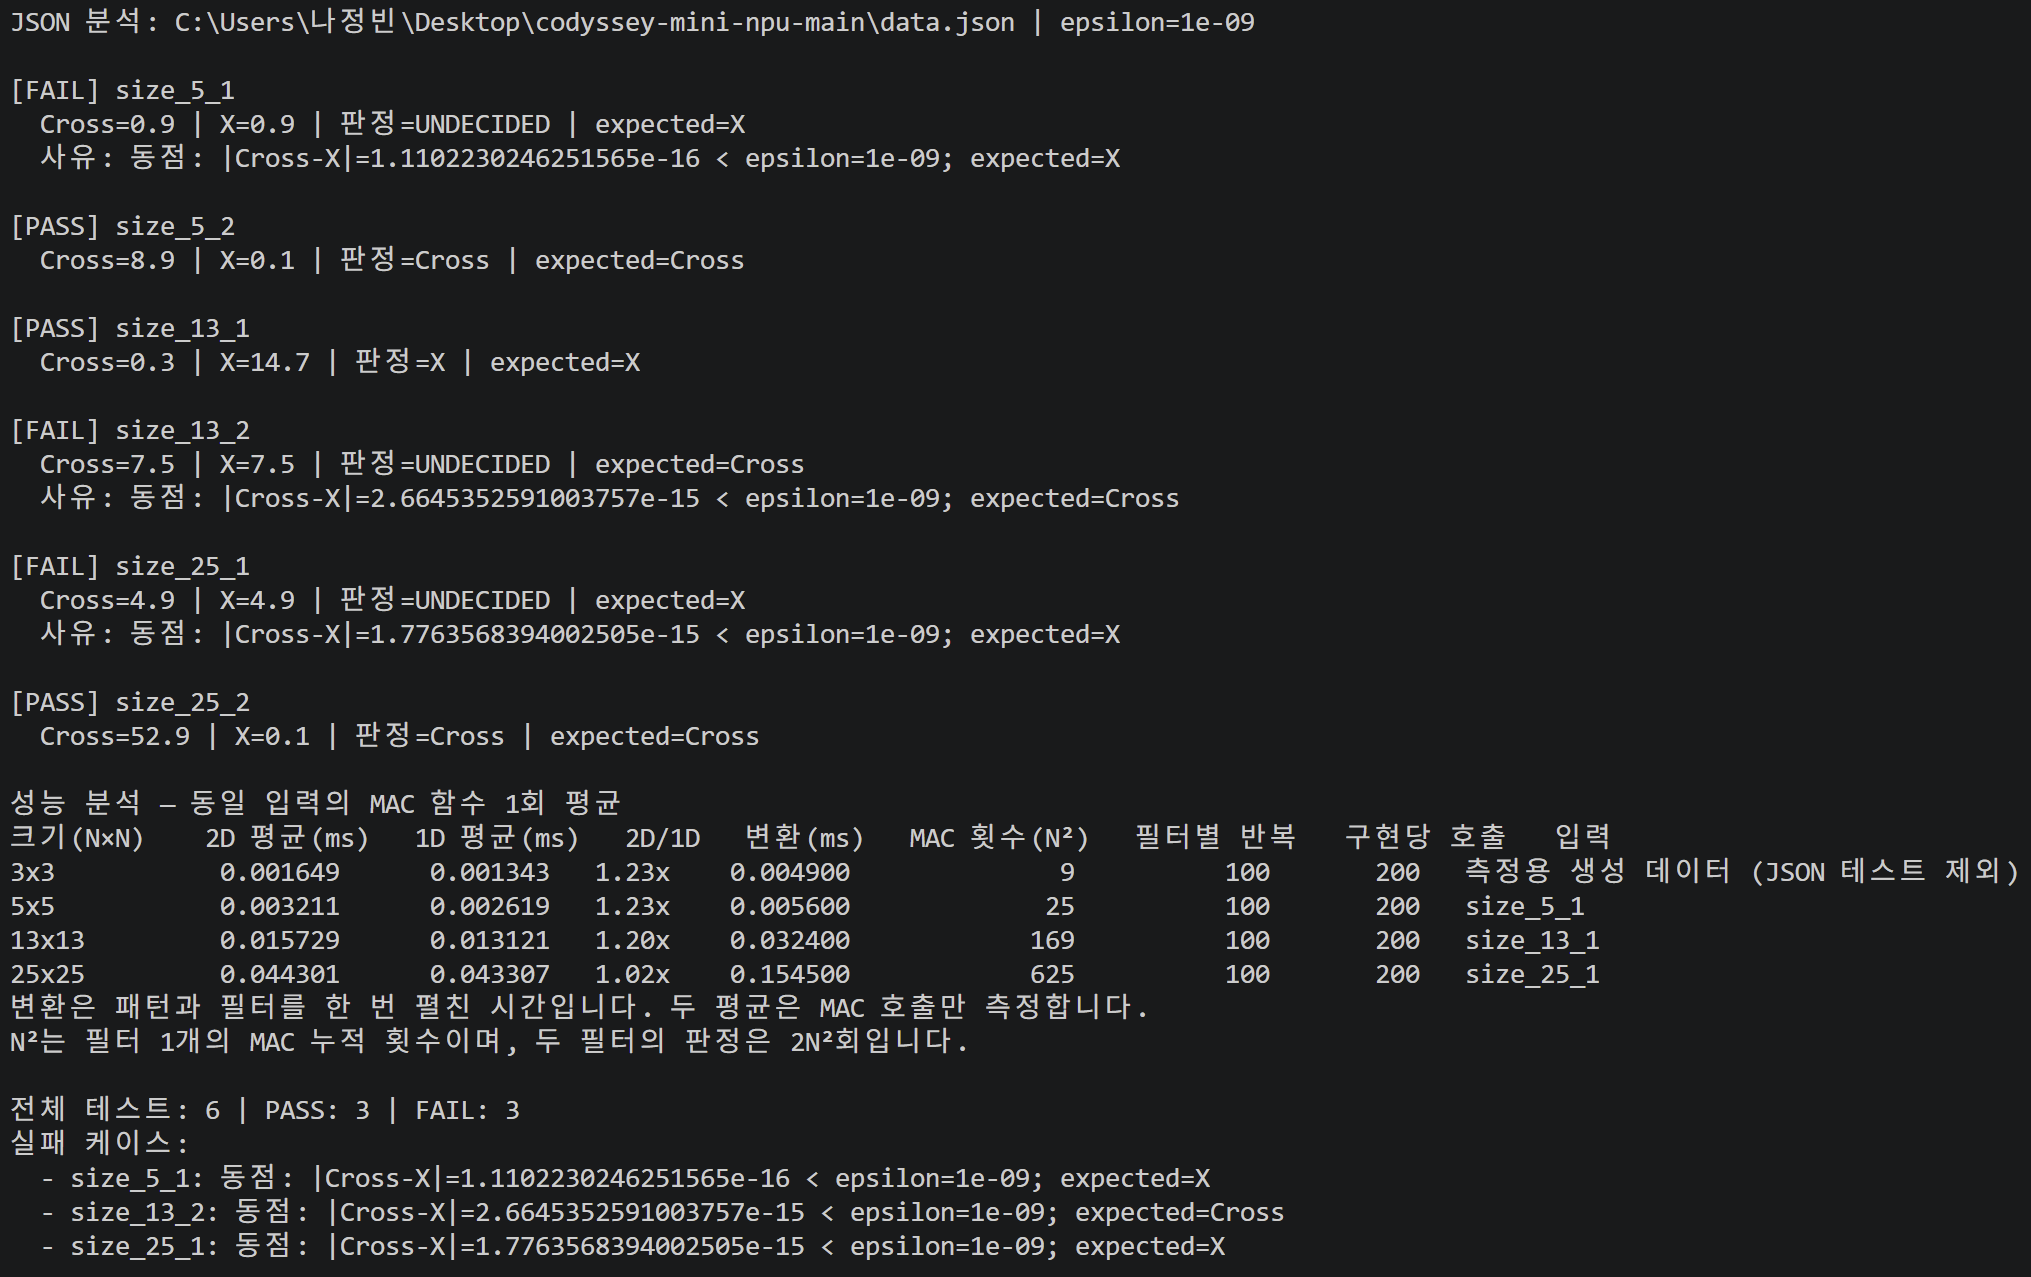 JSON 분석: C:\Users\나정빈\Desktop\codyssey-mini-npu-main\data.json | epsilon=1e-09
[FAIL] size_5_1
Cross=0.9 | X=0.9 | 판정=UNDECIDED | expected=X
사유: 동점: |Cross-X|=1.1102230246251565e-16 < epsilon=1e-09; expected=X
[PASS] size_5_2
Cross=8.9 | X=0.1 | 판정=Cross | expected=Cross
[PASS] size_13_1
Cross=0.3 | X=14.7 | 판정=X | expected=X
[FAIL] size_13_2
Cross=7.5 | X=7.5 | 판정=UNDECIDED | expected=Cross
사유: 동점: |Cross-X|=2.6645352591003757e-15 < epsilon=1e-09; expected=Cross
[FAIL] size_25_1
Cross=4.9 | X=4.9 | 판정=UNDECIDED | expected=X
사유: 동점: |Cross-X|=1.7763568394002505e-15 < epsilon=1e-09; expected=X
[PASS] size_25_2
Cross=52.9 | X=0.1 | 판정=Cross | expected=Cross
성능 분석 — 동일 입력의 MAC 함수 1회 평균
크기(N×N) 2D 평균(ms) 1D 평균(ms) 2D/1D 변환(ms) MAC 횟수(N²) 필터별 반복 구현당 호출 입력
3x3 0.001649 0.001343 1.23x 0.004900 9 100 200 측정용 생성 데이터 (JSON 테스트 제외)
5x5 0.003211 0.002619 1.23x 0.005600 25 100 200 size_5_1
13x13 0.015729 0.013121 1.20x 0.032400 169 100 200 size_13_1
25x25 0.044301 0.043307 1.02x 0.154500 625 100 200 size_25_1
변환은 패턴과 필터를 한 번 펼친 시간입니다. 두 평균은 MAC 호출만 측정합니다.
N²는 필터 1개의 MAC 누적 횟수이며, 두 필터의 판정은 2N²회입니다.
전체 테스트: 6 | PASS: 3 | FAIL: 3
실패 케이스:
- size_5_1: 동점: |Cross-X|=1.1102230246251565e-16 < epsilon=1e-09; expected=X
- size_13_2: 동점: |Cross-X|=2.6645352591003757e-15 < epsilon=1e-09; expected=Cross
- size_25_1: 동점: |Cross-X|=1.7763568394002505e-15 < epsilon=1e-09; expected=X